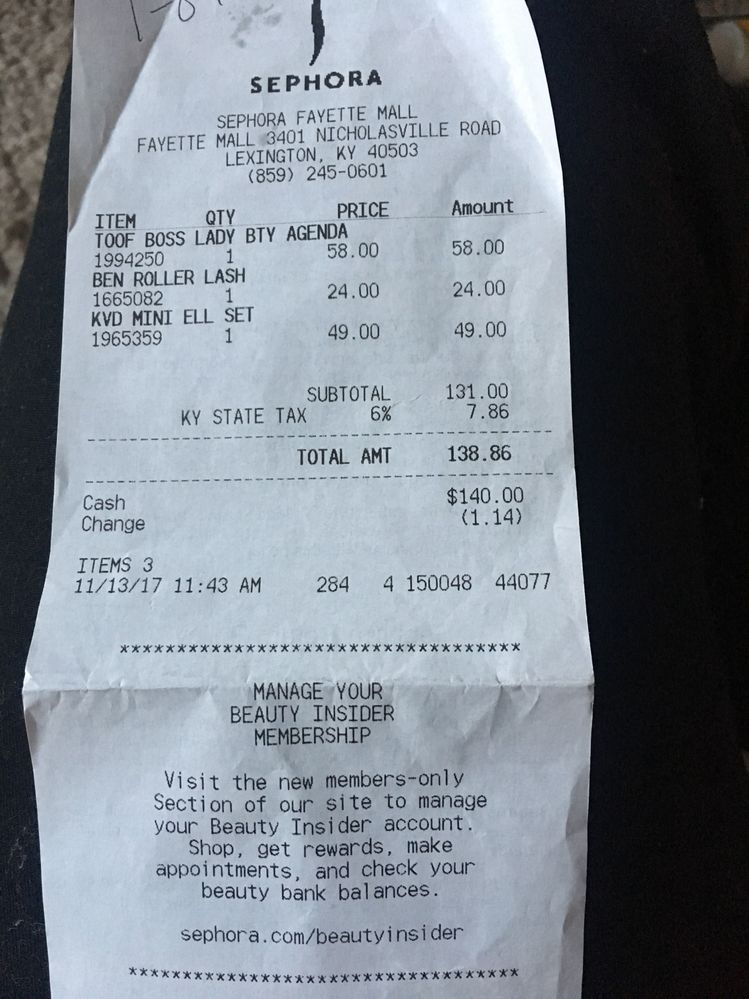 SEPHORA
SEPHORA FAYETTE MALL
FAYETTE MALL 3401 NICHOLASVILLE ROAD
LEXINGTON, KY 40503
(859) 245-0601
ITEM QTY PRICE Amount
TOOF BOSS LADY BTY AGENDA
1994250 1 58.00 58.00
BEN ROLLER LASH
1665082 1 24.00 24.00
KVD MINI ELL SET
1965359 1 49.00 49.00
SUBTOTAL 131.00
KY STATE TAX 6% 7.86
--------------------------------------------
TOTAL AMT 138.86
--------------------------------------------
Cash $140.00
Change (1.14)
ITEMS 3
11/13/17 11:43 AM 284 4 150048 44077
************************************
MANAGE YOUR
BEAUTY INSIDER
MEMBERSHIP
Visit the new members-only
Section of our site to manage
your Beauty Insider account.
Shop, get rewards, make
appointments, and check your
beauty bank balances.
sephora.com/beautyinsider
************************************